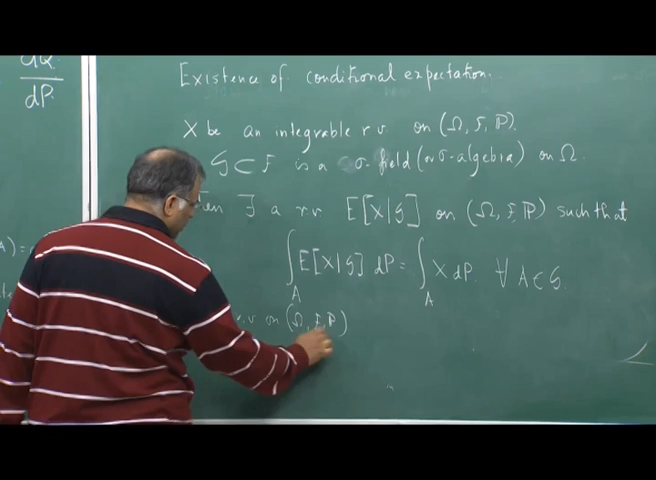 dQ
dP
Existence of conditional expectation.
X be an integrable r v on (Ω, F, ℙ).
G ⊂ F is a σ-field (or σ-algebra) on Ω.
∃ a r v E[X|G] on (Ω, F, ℙ) such that
∫_A E[X|G] dP = ∫_A X dP ∀ A ∈ G.
r.v on (Ω, F, ℙ)